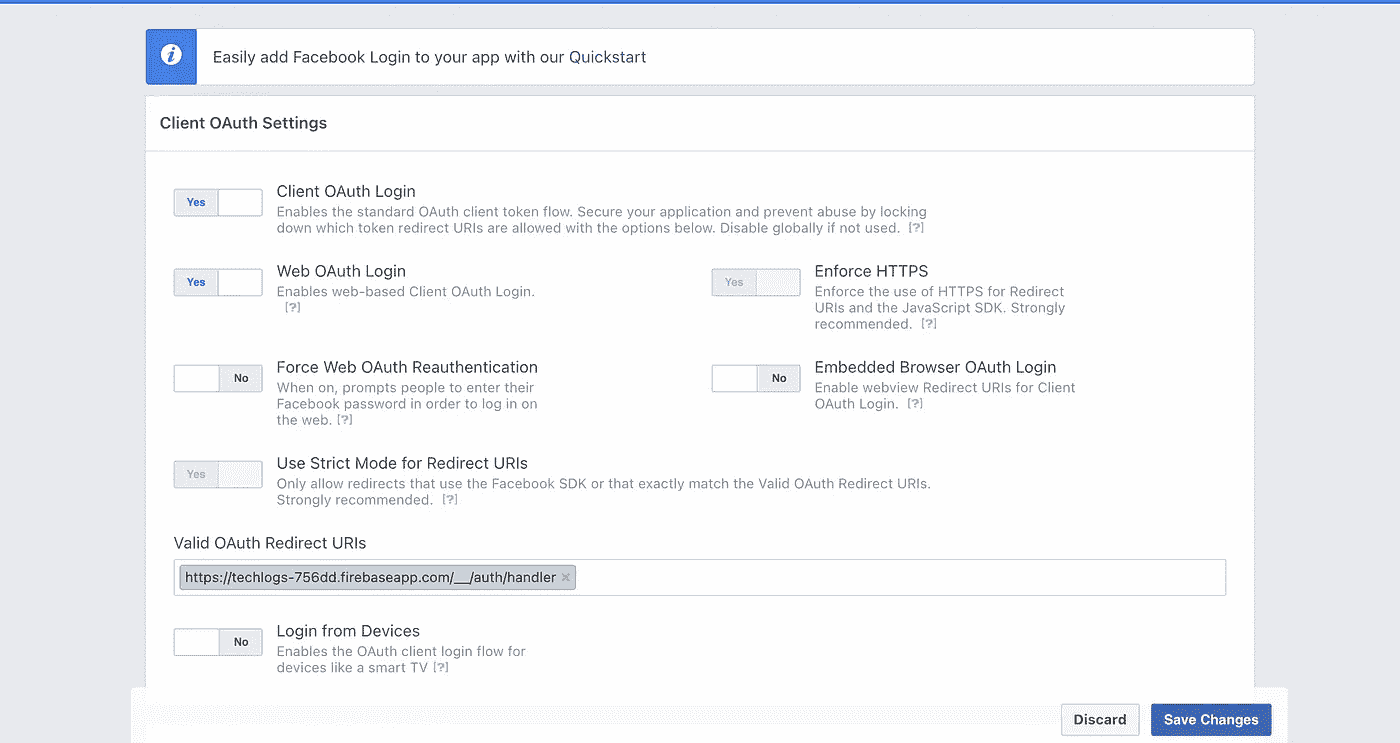 Easily add Facebook Login to your app with our Quickstart
Client OAuth Settings
Yes
Client OAuth Login
Enables the standard OAuth client token flow. Secure your application and prevent abuse by locking
down which token redirect URIs are allowed with the options below. Disable globally if not used. [?]
Yes
Web OAuth Login
Enables web-based Client OAuth Login.
[?]
Yes
Enforce HTTPS
Enforce the use of HTTPS for Redirect
URIs and the JavaScript SDK. Strongly
recommended. [?]
No
Force Web OAuth Reauthentication
When on, prompts people to enter their
Facebook password in order to log in on
the web. [?]
No
Embedded Browser OAuth Login
Enable webview Redirect URIs for Client
OAuth Login. [?]
Yes
Use Strict Mode for Redirect URIs
Only allow redirects that use the Facebook SDK or that exactly match the Valid OAuth Redirect URIs.
Strongly recommended. [?]
Valid OAuth Redirect URIs
https://techlogs-756dd.firebaseapp.com/__/auth/handler
No
Login from Devices
Enables the OAuth client login flow for
devices like a smart TV [?]
Discard
Save Changes